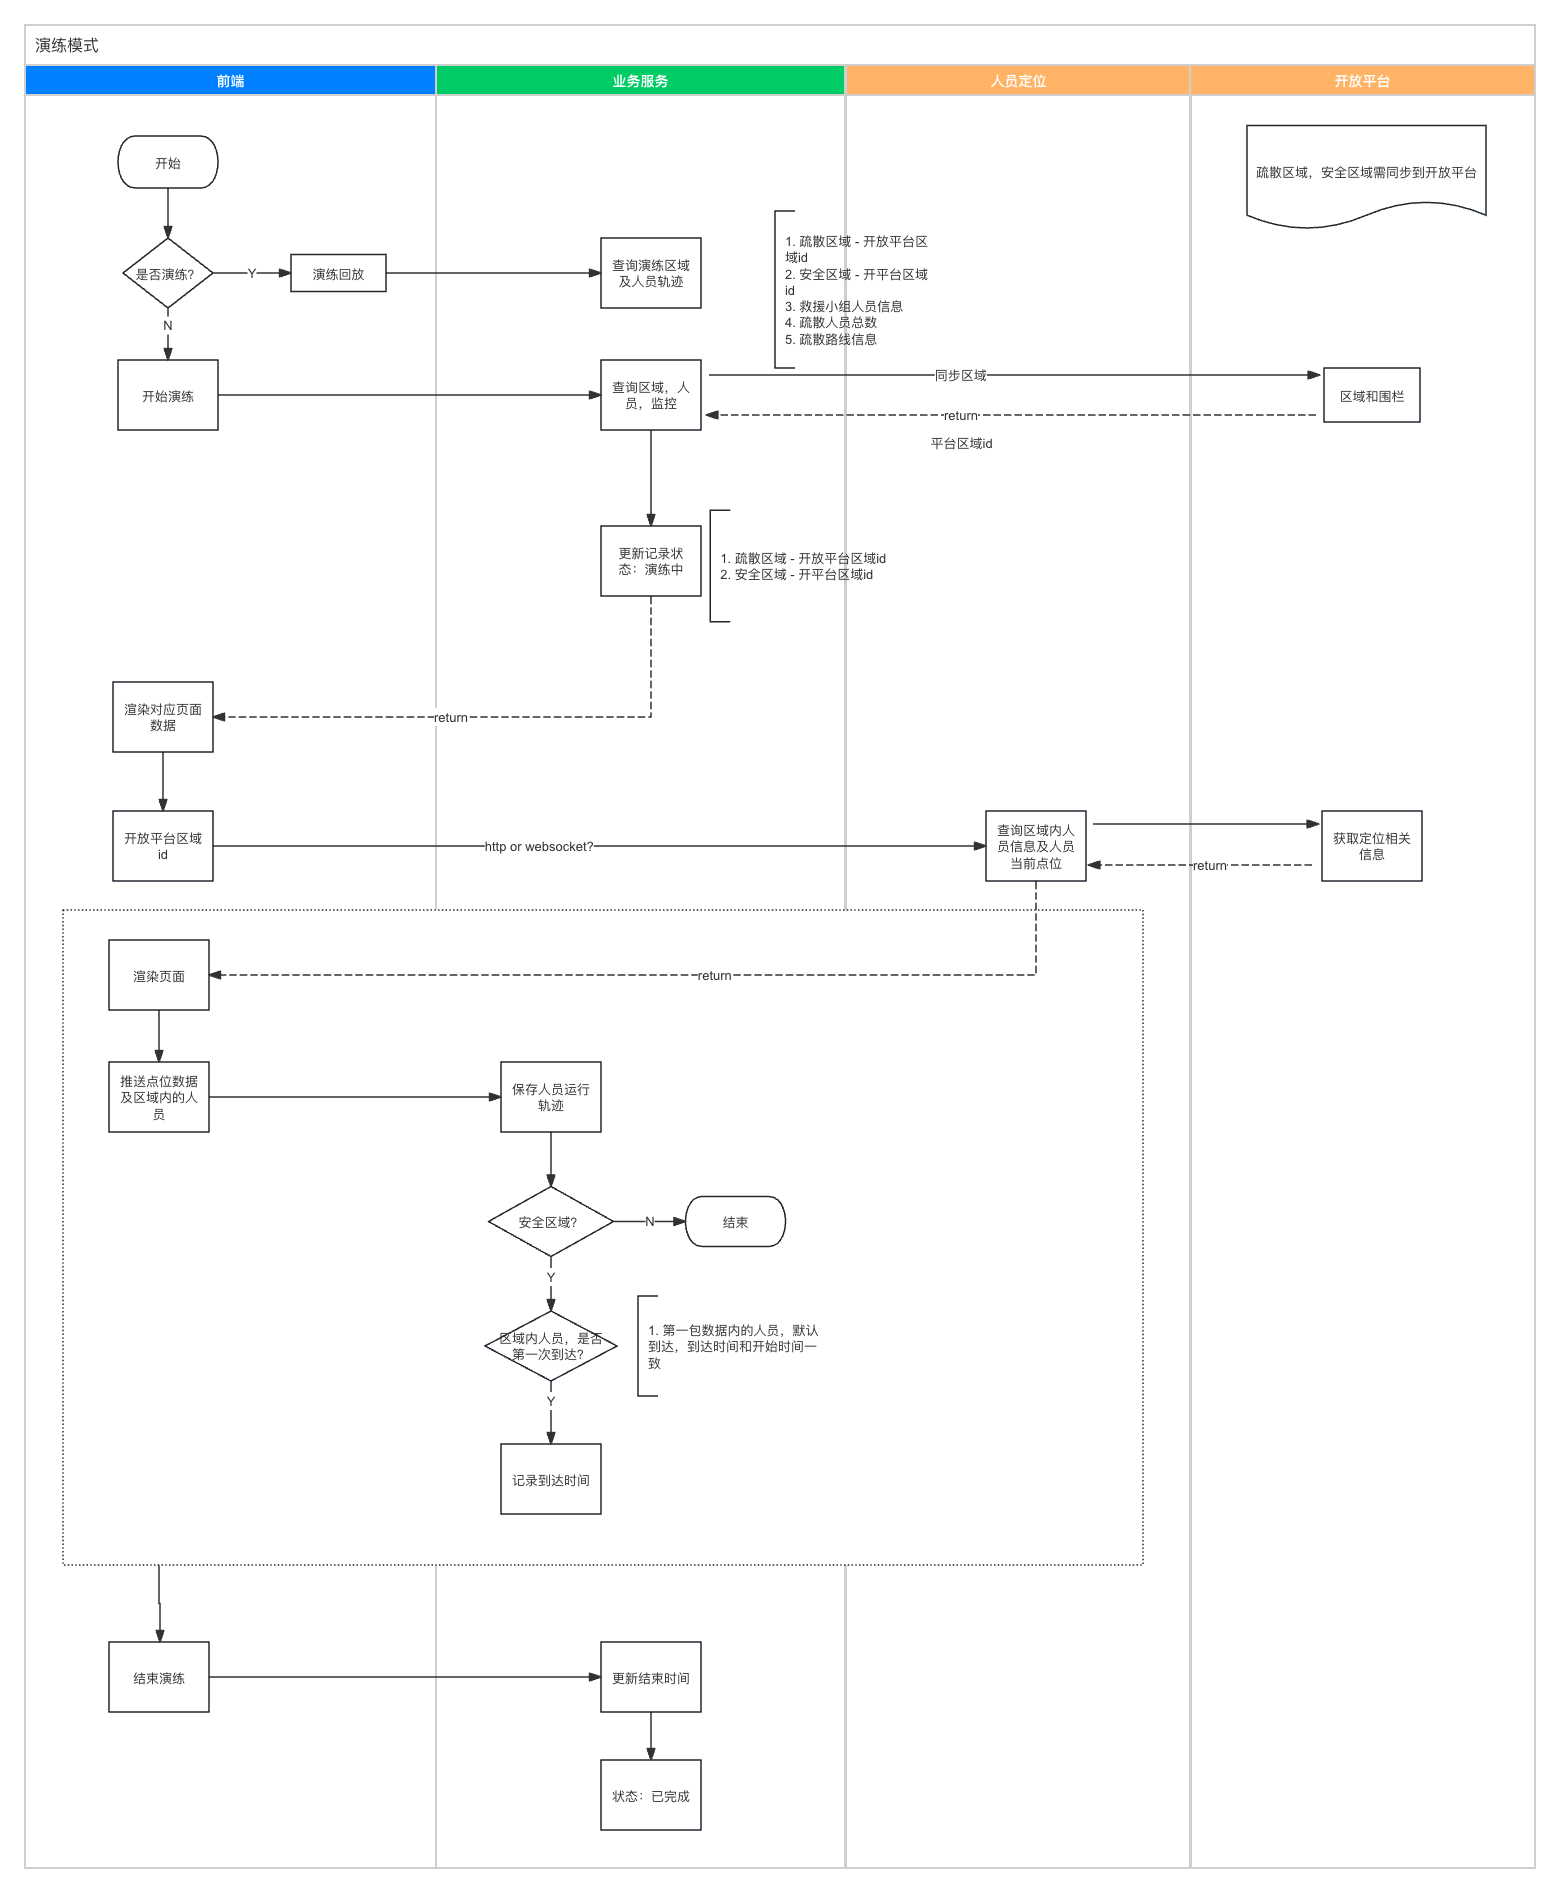 演练模式
前端
业务服务
人员定位
开放平台
开始
疏散区域，安全区域需同步到开放平台
是否演练?
Y
演练回放
查询演练区域
及人员轨迹
1. 疏散区域 - 开放平台区
域id
2. 安全区域 - 开平台区域
id
3. 救援小组人员信息
4. 疏散人员总数
5. 疏散路线信息
N
开始演练
查询区域，人
员，监控
同步区域
区域和围栏
return
平台区域id
更新记录状
态：演练中
1. 疏散区域 - 开放平台区域id
2. 安全区域 - 开平台区域id
渲染对应页面
数据
return
开放平台区域
id
http or websocket?
查询区域内人
员信息及人员
当前点位
获取定位相关
信息
return
渲染页面
return
推送点位数据
及区域内的人
员
保存人员运行
轨迹
安全区域?
N
结束
Y
区域内人员，是否
第一次到达?
1. 第一包数据内的人员，默认
到达，到达时间和开始时间一
致
Y
记录到达时间
结束演练
更新结束时间
状态：已完成